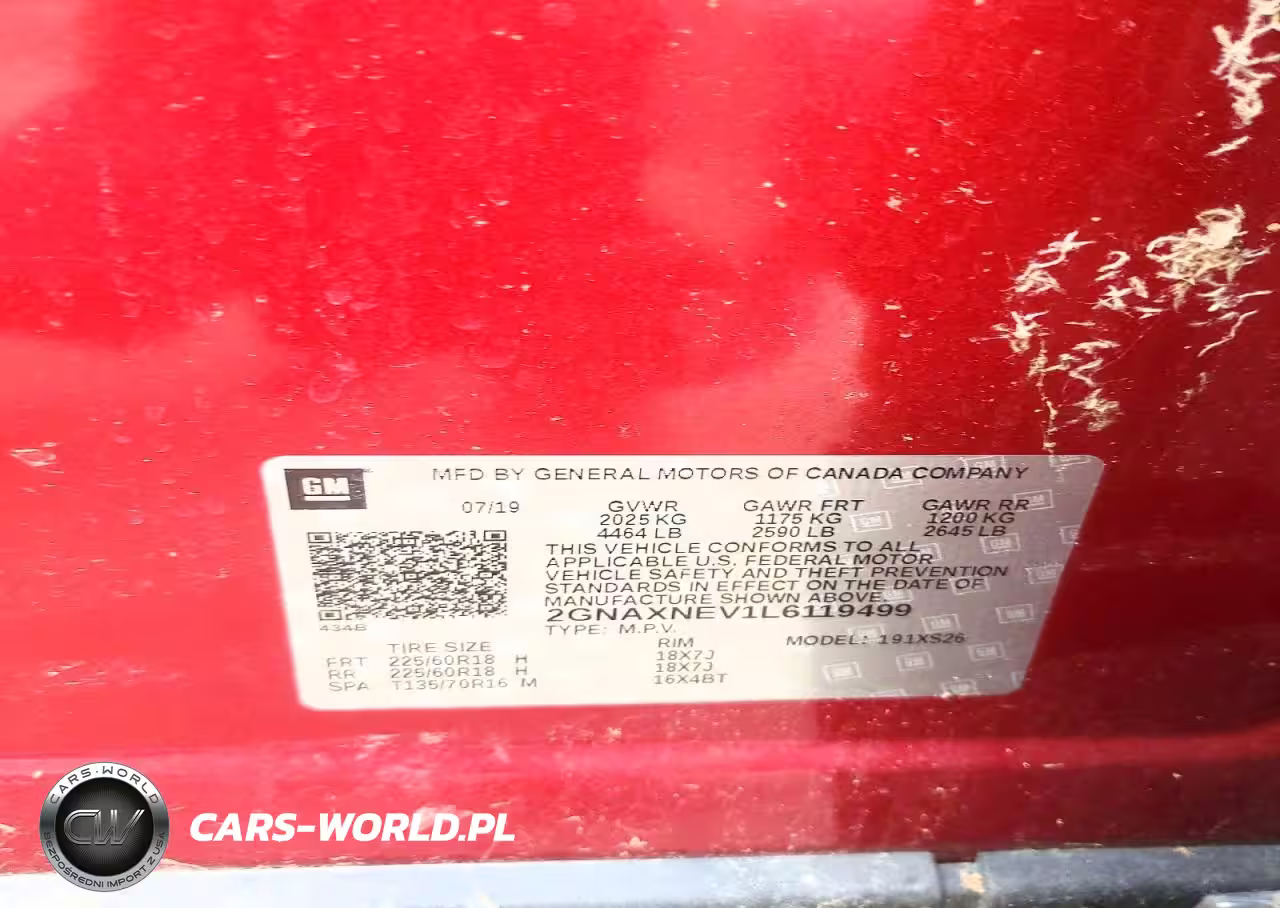 GM
MFD BY GENERAL MOTORS OF CANADA COMPANY
07/19 GVWR GAWR FRT GAWR RR
2025 KG 1175 KG 1200 KG
4464 LB 2590 LB 2645 LB
THIS VEHICLE CONFORMS TO ALL
APPLICABLE U.S. FEDERAL MOTOR
VEHICLE SAFETY AND THEFT PREVENTION
STANDARDS IN EFFECT ON THE DATE OF
MANUFACTURE SHOWN ABOVE.
2GNAXNEV1L6119499
434B
TYPE: M.P.V. MODEL: 191XS26
TIRE SIZE RIM
FRT 225/60R18 H 18X7J
RR 225/60R18 H 18X7J
SPA T135/70R16 M 16X4BT
CARS-WORLD
CW
BEZPOŚREDNI IMPORT Z USA
CARS-WORLD.PL